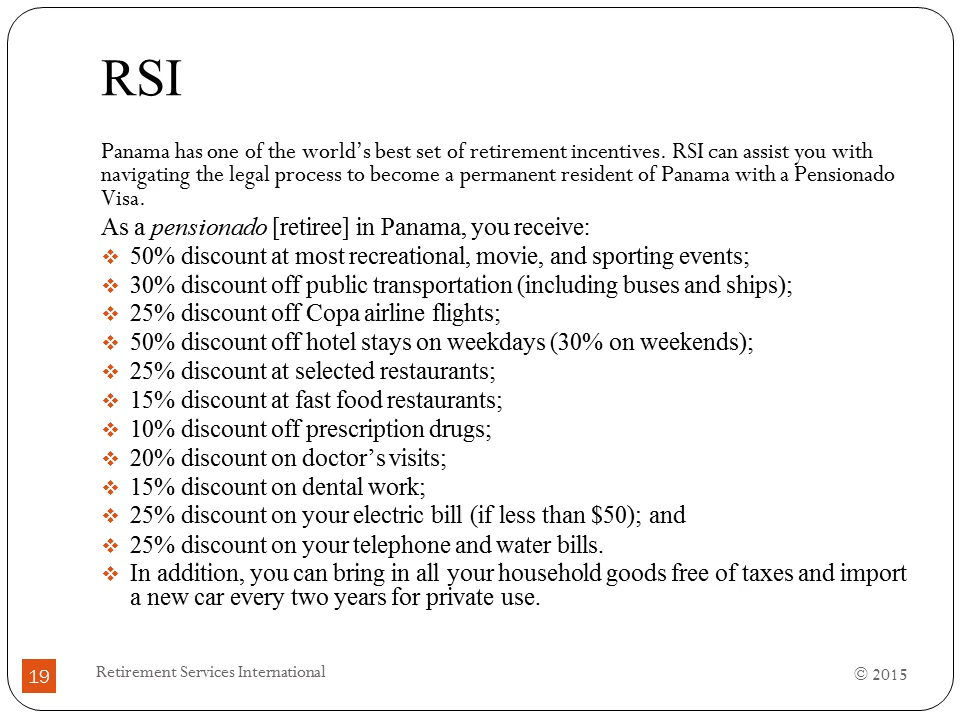 RSI
Panama has one of the world’s best set of retirement incentives. RSI can assist you with
navigating the legal process to become a permanent resident of Panama with a Pensionado
Visa.
As a pensionado [retiree] in Panama, you receive:
❖ 50% discount at most recreational, movie, and sporting events;
❖ 30% discount off public transportation (including buses and ships);
❖ 25% discount off Copa airline flights;
❖ 50% discount off hotel stays on weekdays (30% on weekends);
❖ 25% discount at selected restaurants;
❖ 15% discount at fast food restaurants;
❖ 10% discount off prescription drugs;
❖ 20% discount on doctor’s visits;
❖ 15% discount on dental work;
❖ 25% discount on your electric bill (if less than $50); and
❖ 25% discount on your telephone and water bills.
❖ In addition, you can bring in all your household goods free of taxes and import
a new car every two years for private use.
19 Retirement Services International © 2015